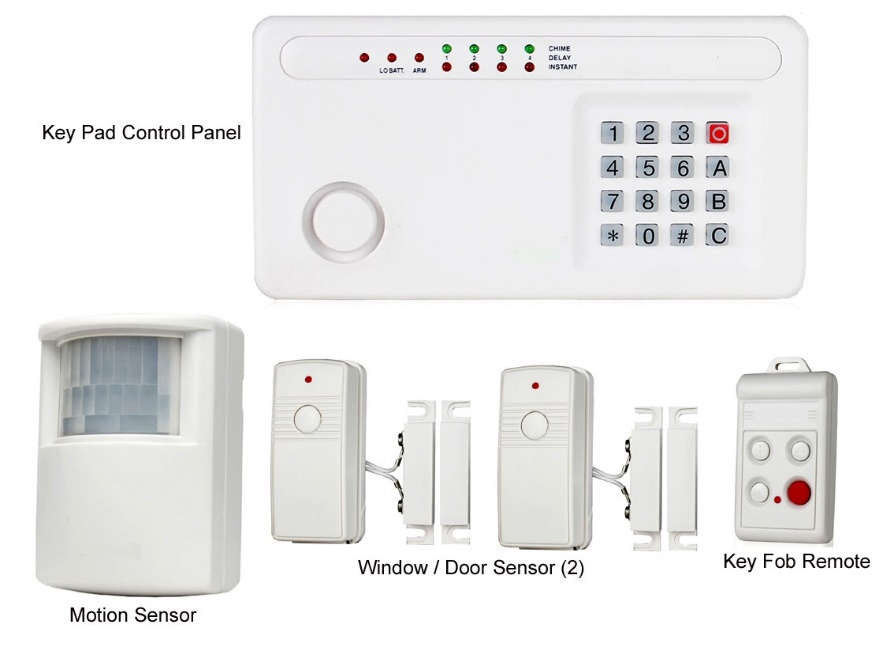 CHIME
1 2 3 4 DELAY
LO BATT. ARM INSTANT
Key Pad Control Panel
1 2 3
4 5 6 A
7 8 9 B
* 0 # C
Window / Door Sensor (2)
Key Fob Remote
Motion Sensor